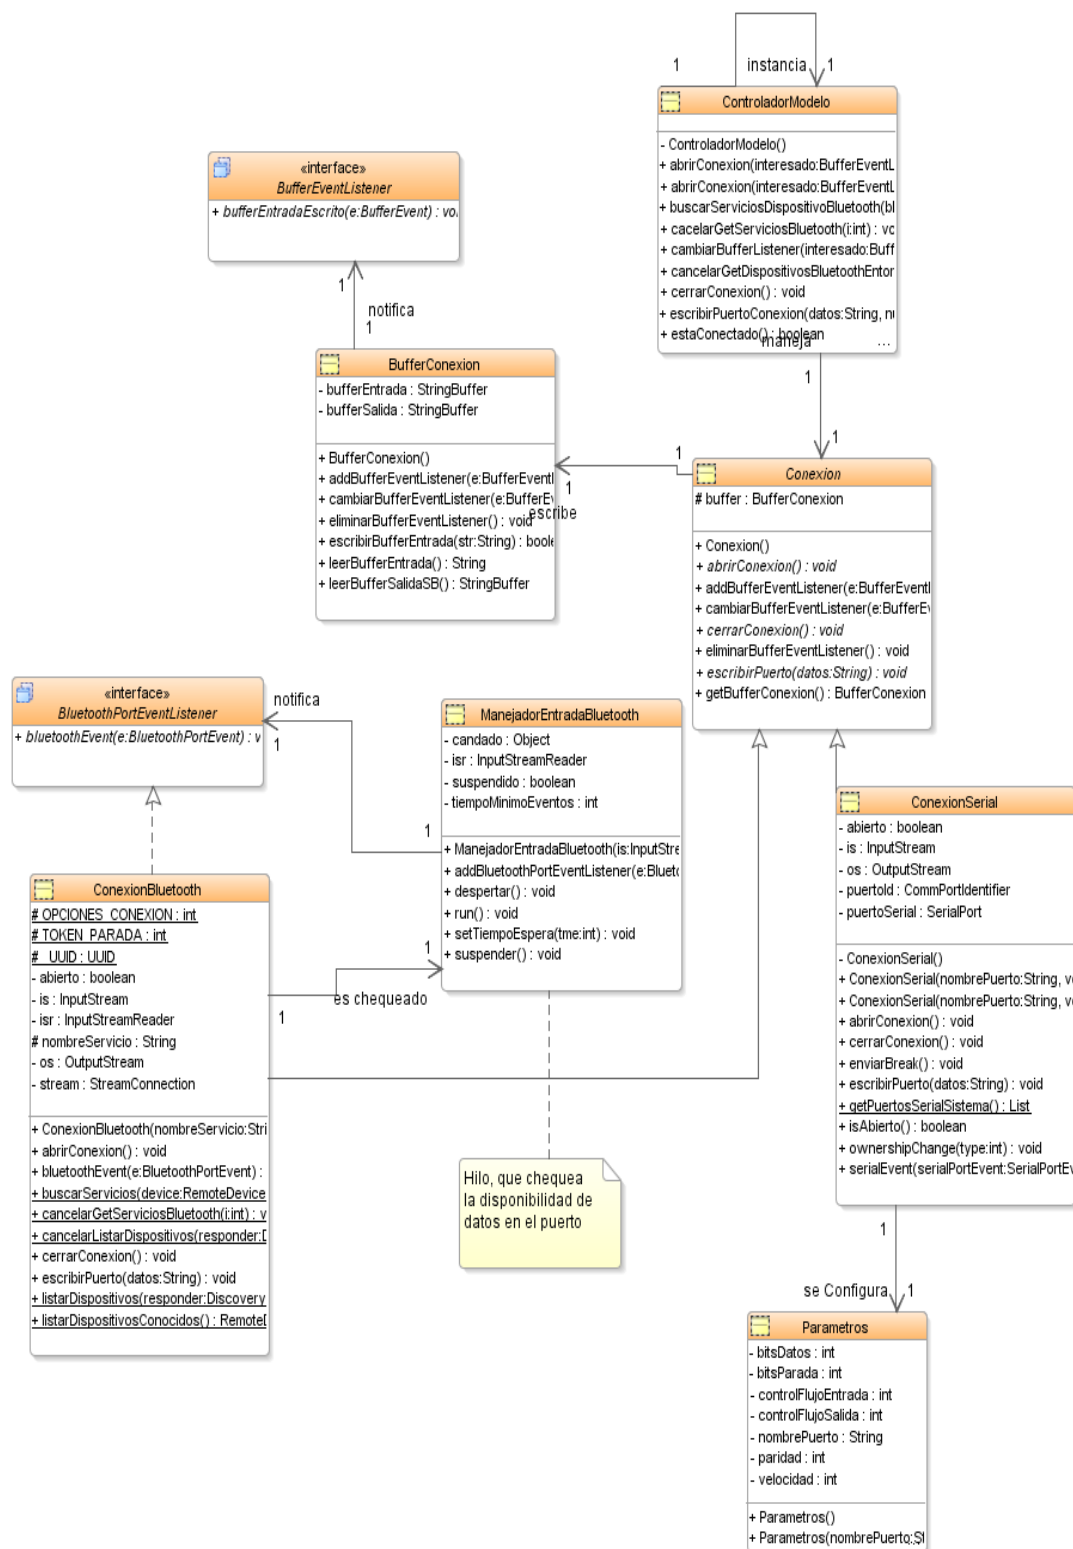 1
instancia
1
ControladorModelo
- ControladorModelo()
+ abrirConexion(interesado:BufferEventL
+ abrirConexion(interesado:BufferEventL
+ buscarServiciosDispositivoBluetooth(bl
+ cacelarGetServiciosBluetooth(i:int) : vo
+ cambiarBufferListener(interesado:Buff
+ cancelarGetDispositivosBluetoothEntor
+ cerrarConexion() : void
+ escribirPuertoConexion(datos:String, nu
+ estaConectado() : boolean
...
maneja
1
1
«interface»
BufferEventListener
+ bufferEntradaEscrito(e:BufferEvent) : voi
1
notifica
1
BufferConexion
- bufferEntrada : StringBuffer
- bufferSalida : StringBuffer
+ BufferConexion()
+ addBufferEventListener(e:BufferEventl
+ cambiarBufferEventListener(e:BufferEv
+ eliminarBufferEventListener() : void
+ escribirBufferEntrada(str:String) : boole
+ leerBufferEntrada() : String
+ leerBufferSalidaSB() : StringBuffer
1
1
escribe
Conexion
# buffer : BufferConexion
+ Conexion()
+ abrirConexion() : void
+ addBufferEventListener(e:BufferEventl
+ cambiarBufferEventListener(e:BufferEv
+ cerrarConexion() : void
+ eliminarBufferEventListener() : void
+ escribirPuerto(datos:String) : void
+ getBufferConexion() : BufferConexion
«interface»
BluetoothPortEventListener
+ bluetoothEvent(e:BluetoothPortEvent) : v
notifica
1
1
ManejadorEntradaBluetooth
- candado : Object
- isr : InputStreamReader
- suspendido : boolean
- tiempoMinimoEventos : int
+ ManejadorEntradaBluetooth(is:InputStre
+ addBluetoothPortEventListener(e:Blueto
+ despertar() : void
+ run() : void
+ setTiempoEspera(tme:int) : void
+ suspender() : void
1
es chequeado
1
Hilo, que chequea
la disponibilidad de
datos en el puerto
ConexionBluetooth
# OPCIONES_CONEXION : int
# TOKEN_PARADA : int
# _UUID : UUID
- abierto : boolean
- is : InputStream
- isr : InputStreamReader
# nombreServicio : String
- os : OutputStream
- stream : StreamConnection
+ ConexionBluetooth(nombreServicio:Stri
+ abrirConexion() : void
+ bluetoothEvent(e:BluetoothPortEvent) :
+ buscarServicios(device:RemoteDevice
+ cancelarGetServiciosBluetooth(i:int) : v
+ cancelarListarDispositivos(responder:D
+ cerrarConexion() : void
+ escribirPuerto(datos:String) : void
+ listarDispositivos(responder:Discovery
+ listarDispositivosConocidos() : RemoteD
ConexionSerial
- abierto : boolean
- is : InputStream
- os : OutputStream
- puertoId : CommPortIdentifier
- puertoSerial : SerialPort
- ConexionSerial()
+ ConexionSerial(nombrePuerto:String, ve
+ ConexionSerial(nombrePuerto:String, ve
+ abrirConexion() : void
+ cerrarConexion() : void
+ enviarBreak() : void
+ escribirPuerto(datos:String) : void
+ getPuertosSerialSistema() : List
+ isAbierto() : boolean
+ ownershipChange(type:int) : void
+ serialEvent(serialPortEvent:SerialPortEv
1
se Configura
1
Parametros
- bitsDatos : int
- bitsParada : int
- controlFlujoEntrada : int
- controlFlujoSalida : int
- nombrePuerto : String
- paridad : int
- velocidad : int
+ Parametros()
+ Parametros(nombrePuerto:St